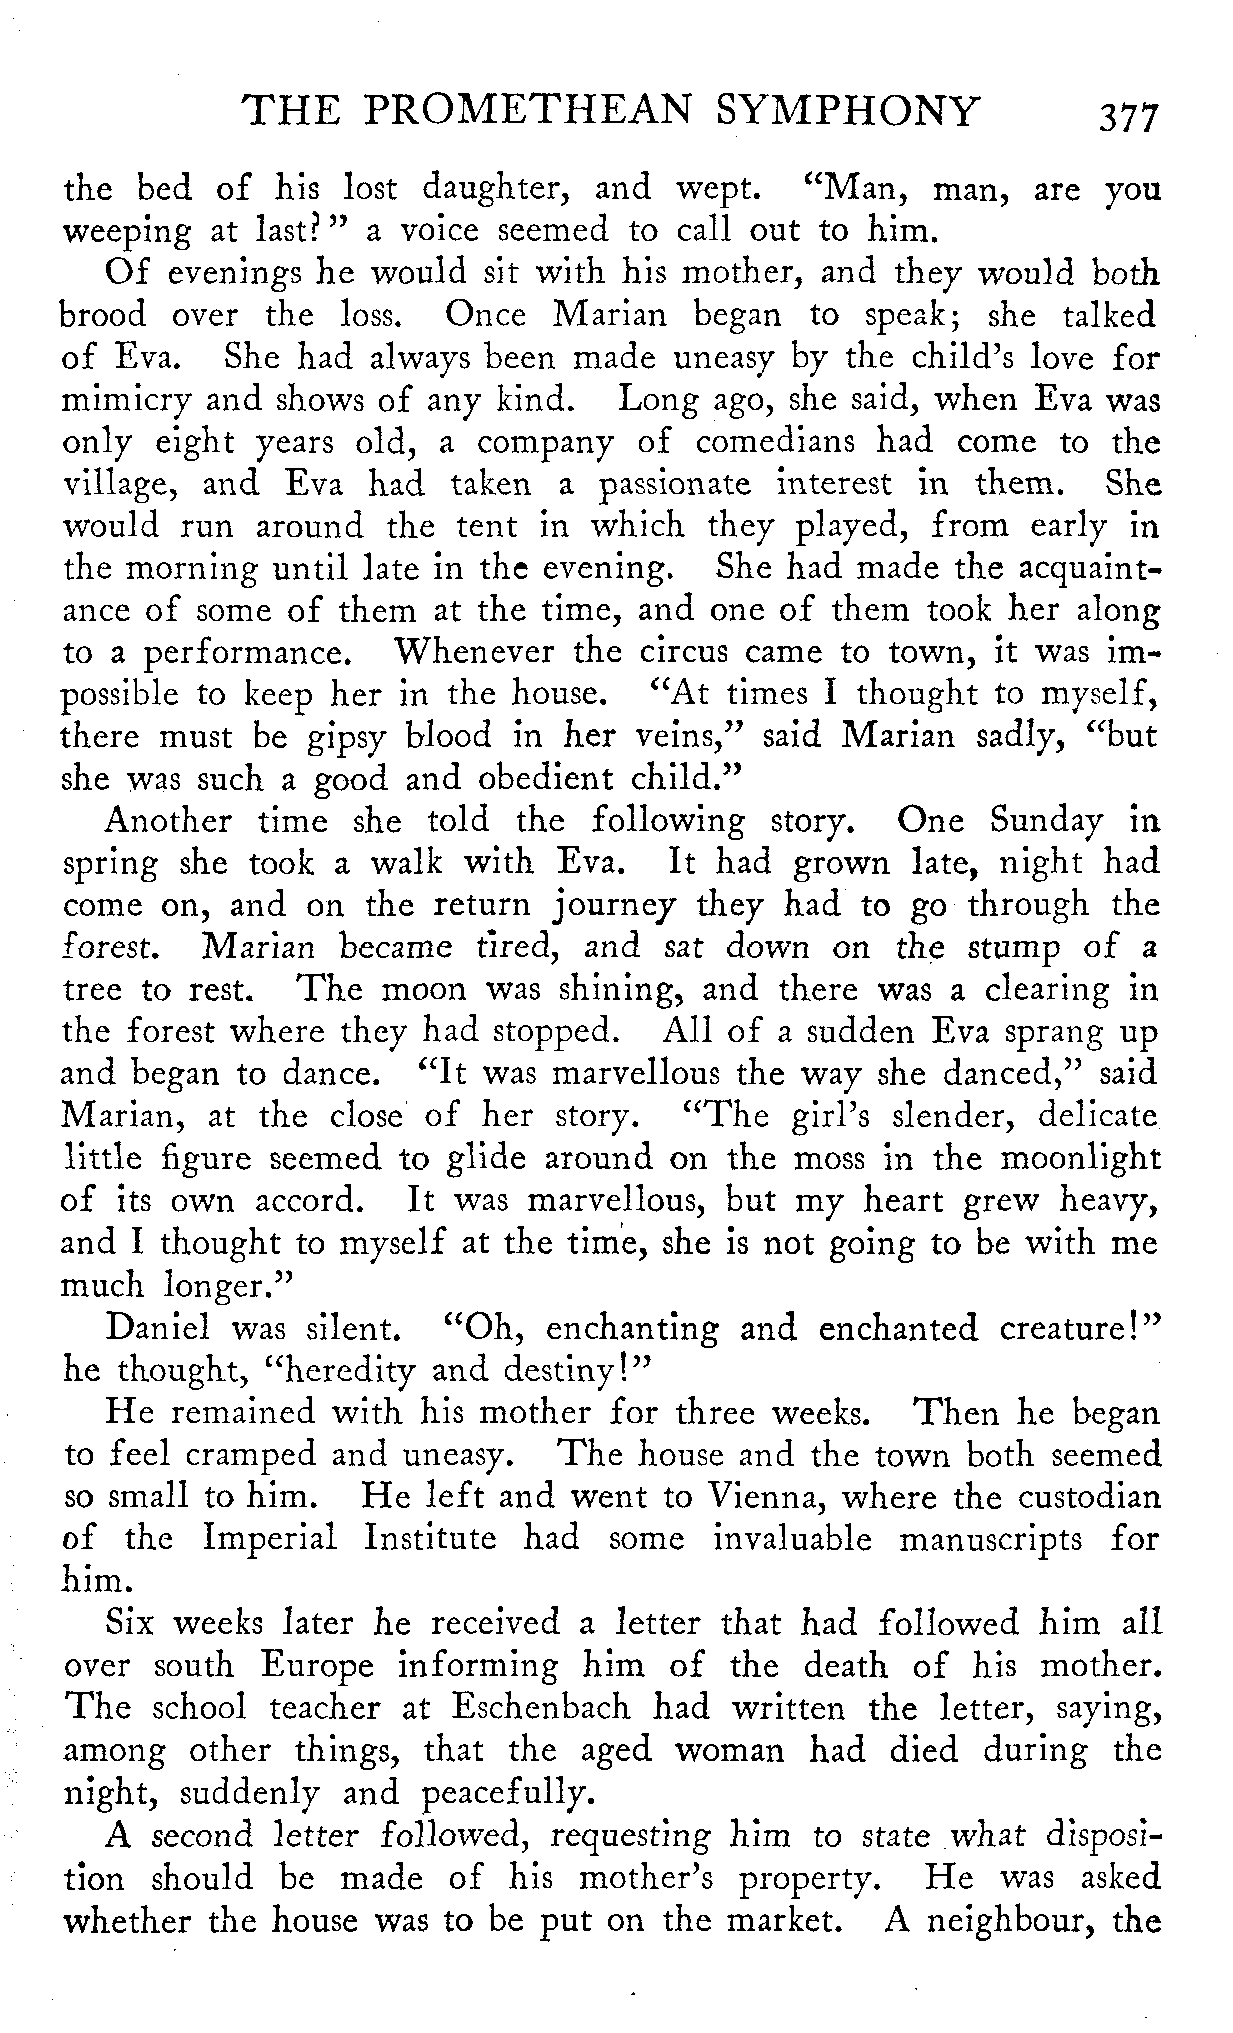 THE PROMETHEAN SYMPHONY 377
the bed of his lost daughter, and wept. “Man, man, are you
weeping at last?” a voice seemed to call out to him.
Of evenings he would sit with his mother, and they would both
brood over the loss. Once Marian began to speak; she talked
of Eva. She had always been made uneasy by the child’s love for
mimicry and shows of any kind. Long ago, she said, when Eva was
only eight years old, a company of comedians had come to the
village, and Eva had taken a passionate interest in them. She
would run around the tent in which they played, from early in
the morning until late in the evening. She had made the acquaint-
ance of some of them at the time, and one of them took her along
to a performance. Whenever the circus came to town, it was im-
possible to keep her in the house. “At times I thought to myself,
there must be gipsy blood in her veins,” said Marian sadly, “but
she was such a good and obedient child.”
Another time she told the following story. One Sunday in
spring she took a walk with Eva. It had grown late, night had
come on, and on the return journey they had to go through the
forest. Marian became tired, and sat down on the stump of a
tree to rest. The moon was shining, and there was a clearing in
the forest where they had stopped. All of a sudden Eva sprang up
and began to dance. “It was marvellous the way she danced,” said
Marian, at the close of her story. “The girl’s slender, delicate
little figure seemed to glide around on the moss in the moonlight
of its own accord. It was marvellous, but my heart grew heavy,
and I thought to myself at the time, she is not going to be with me
much longer.”
Daniel was silent. “Oh, enchanting and enchanted creature!”
he thought, “heredity and destiny!”
He remained with his mother for three weeks. Then he began
to feel cramped and uneasy. The house and the town both seemed
so small to him. He left and went to Vienna, where the custodian
of the Imperial Institute had some invaluable manuscripts for
him.
Six weeks later he received a letter that had followed him all
over south Europe informing him of the death of his mother.
The school teacher at Eschenbach had written the letter, saying,
among other things, that the aged woman had died during the
night, suddenly and peacefully.
A second letter followed, requesting him to state what disposi-
tion should be made of his mother’s property. He was asked
whether the house was to be put on the market. A neighbour, the